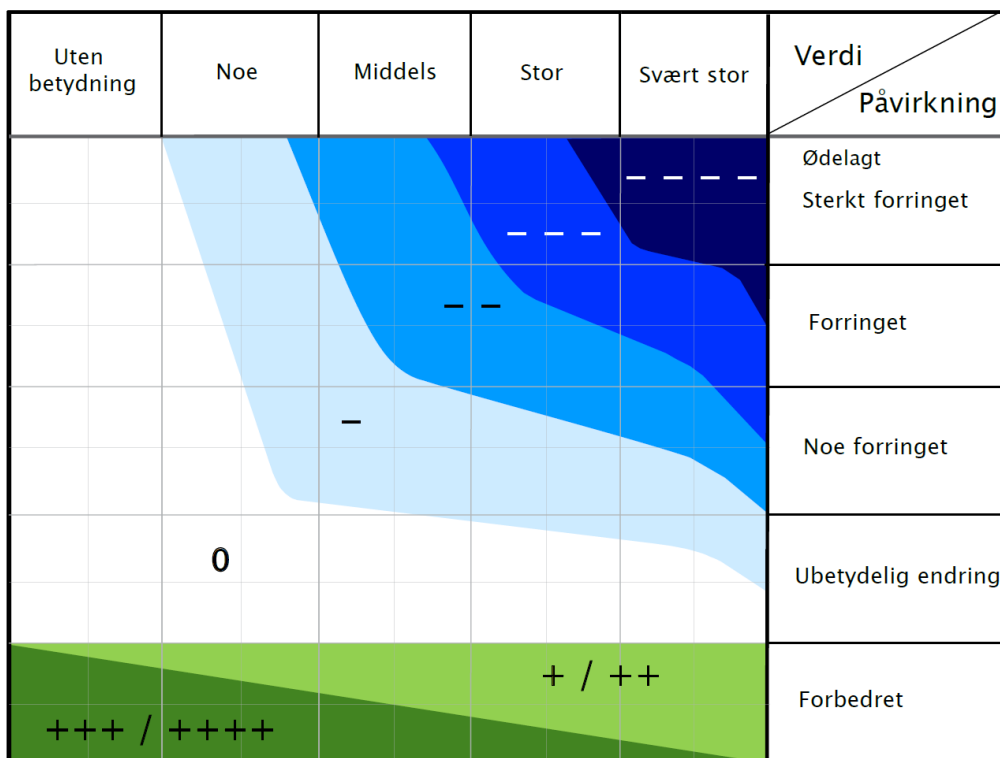 Uten
betydning
Noe
Middels
Stor
Svært stor
Verdi
Påvirkning
Ødelagt
– – – –
Sterkt forringet
– – –
– –
Forringet
–
Noe forringet
0
Ubetydelig endring
+ / ++
Forbedret
+++ / ++++